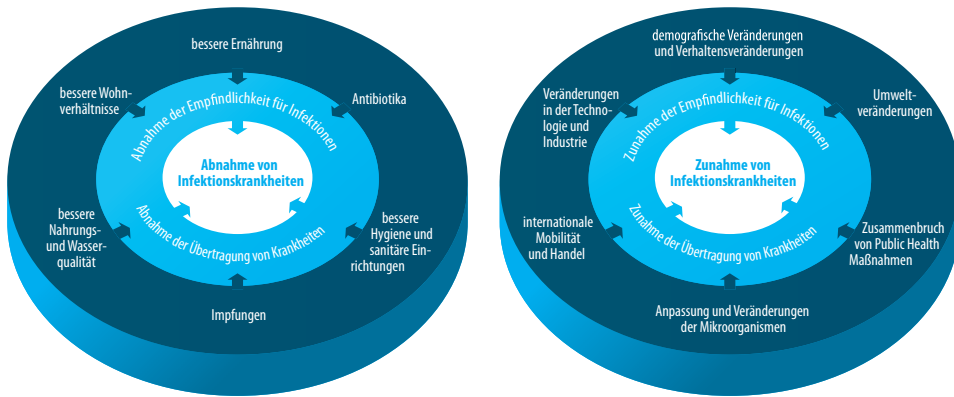 bessere Ernährung
bessere Wohn-
verhältnisse
Antibiotika
Abnahme der Empfindlichkeit für Infektionen
Abnahme von
Infektionskrankheiten
Abnahme der Übertragung von Krankheiten
bessere
Nahrungs-
und Wasser-
qualität
bessere
Hygiene und
sanitäre Ein-
richtungen
Impfungen
demografische Veränderungen
und Verhaltensveränderungen
Veränderungen
in der Techno-
logie und
Industrie
Umwelt-
veränderungen
Zunahme der Empfindlichkeit für Infektionen
Zunahme von
Infektionskrankheiten
Zunahme der Übertragung von Krankheiten
internationale
Mobilität
und Handel
Zusammenbruch
von Public Health
Maßnahmen
Anpassung und Veränderungen
der Mikroorganismen